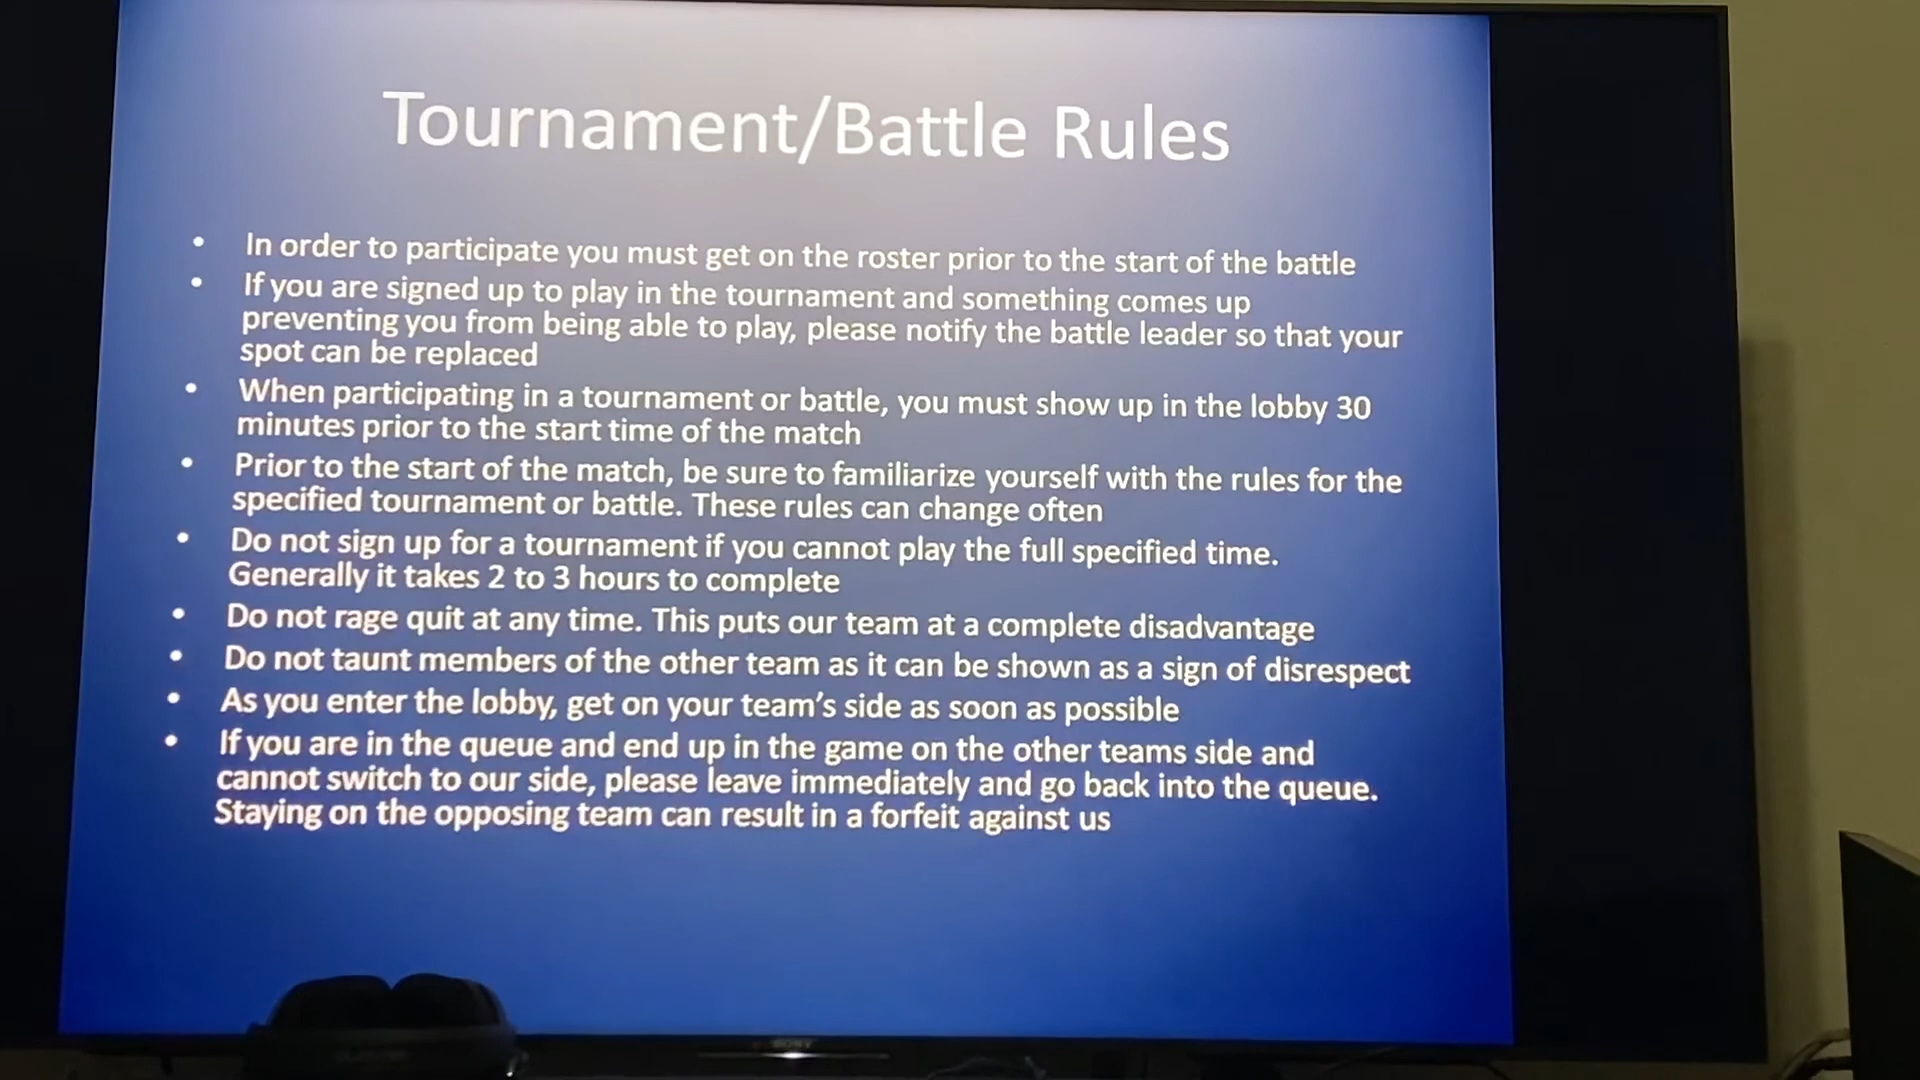 Tournament/Battle Rules
• In order to participate you must get on the roster prior to the start of the battle
• If you are signed up to play in the tournament and something comes up
preventing you from being able to play, please notify the battle leader so that your
spot can be replaced
• When participating in a tournament or battle, you must show up in the lobby 30
minutes prior to the start time of the match
• Prior to the start of the match, be sure to familiarize yourself with the rules for the
specified tournament or battle. These rules can change often
• Do not sign up for a tournament if you cannot play the full specified time.
Generally it takes 2 to 3 hours to complete
• Do not rage quit at any time. This puts our team at a complete disadvantage
• Do not taunt members of the other team as it can be shown as a sign of disrespect
• As you enter the lobby, get on your team’s side as soon as possible
• If you are in the queue and end up in the game on the other teams side and
cannot switch to our side, please leave immediately and go back into the queue.
Staying on the opposing team can result in a forfeit against us
SONY